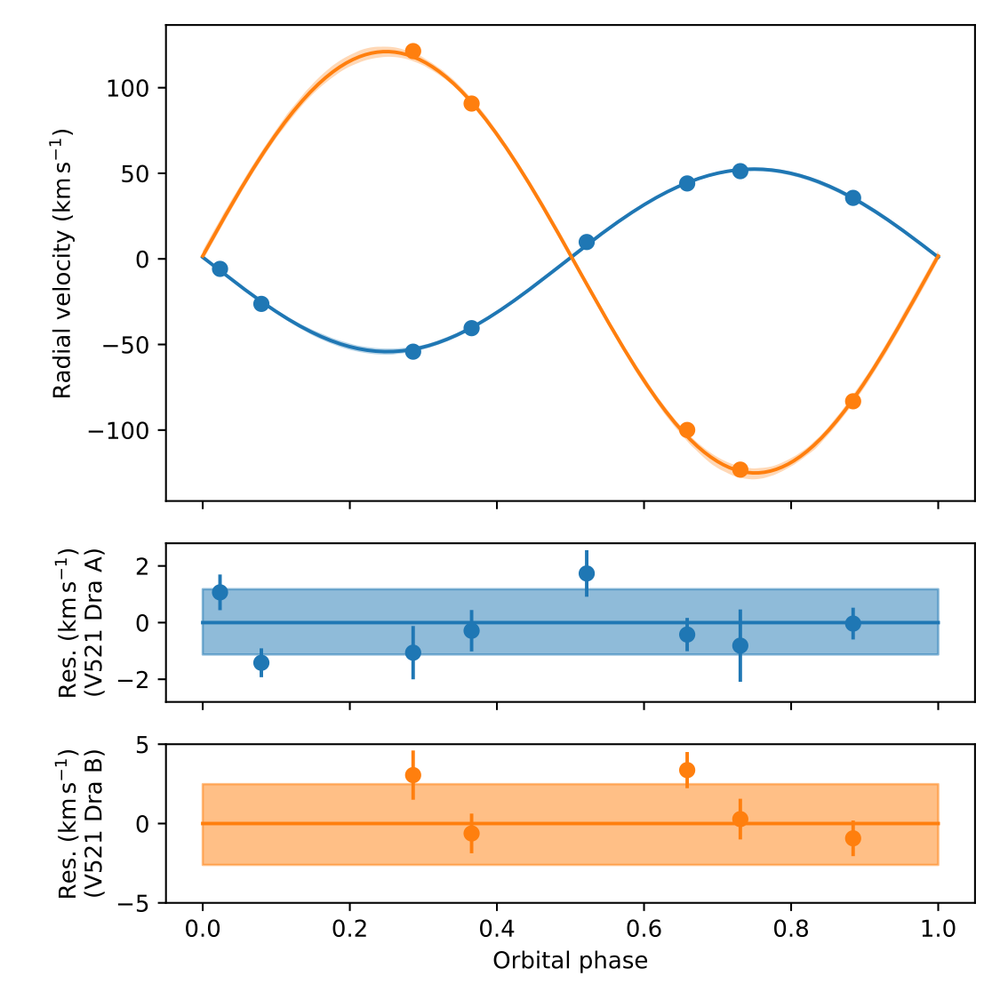 Radial velocity (km s⁻¹)
100
50
0
−50
−100
Res. (km s⁻¹)
(V521 Dra A)
2
0
−2
Res. (km s⁻¹)
(V521 Dra B)
5
0
−5
0.0 0.2 0.4 0.6 0.8 1.0
Orbital phase